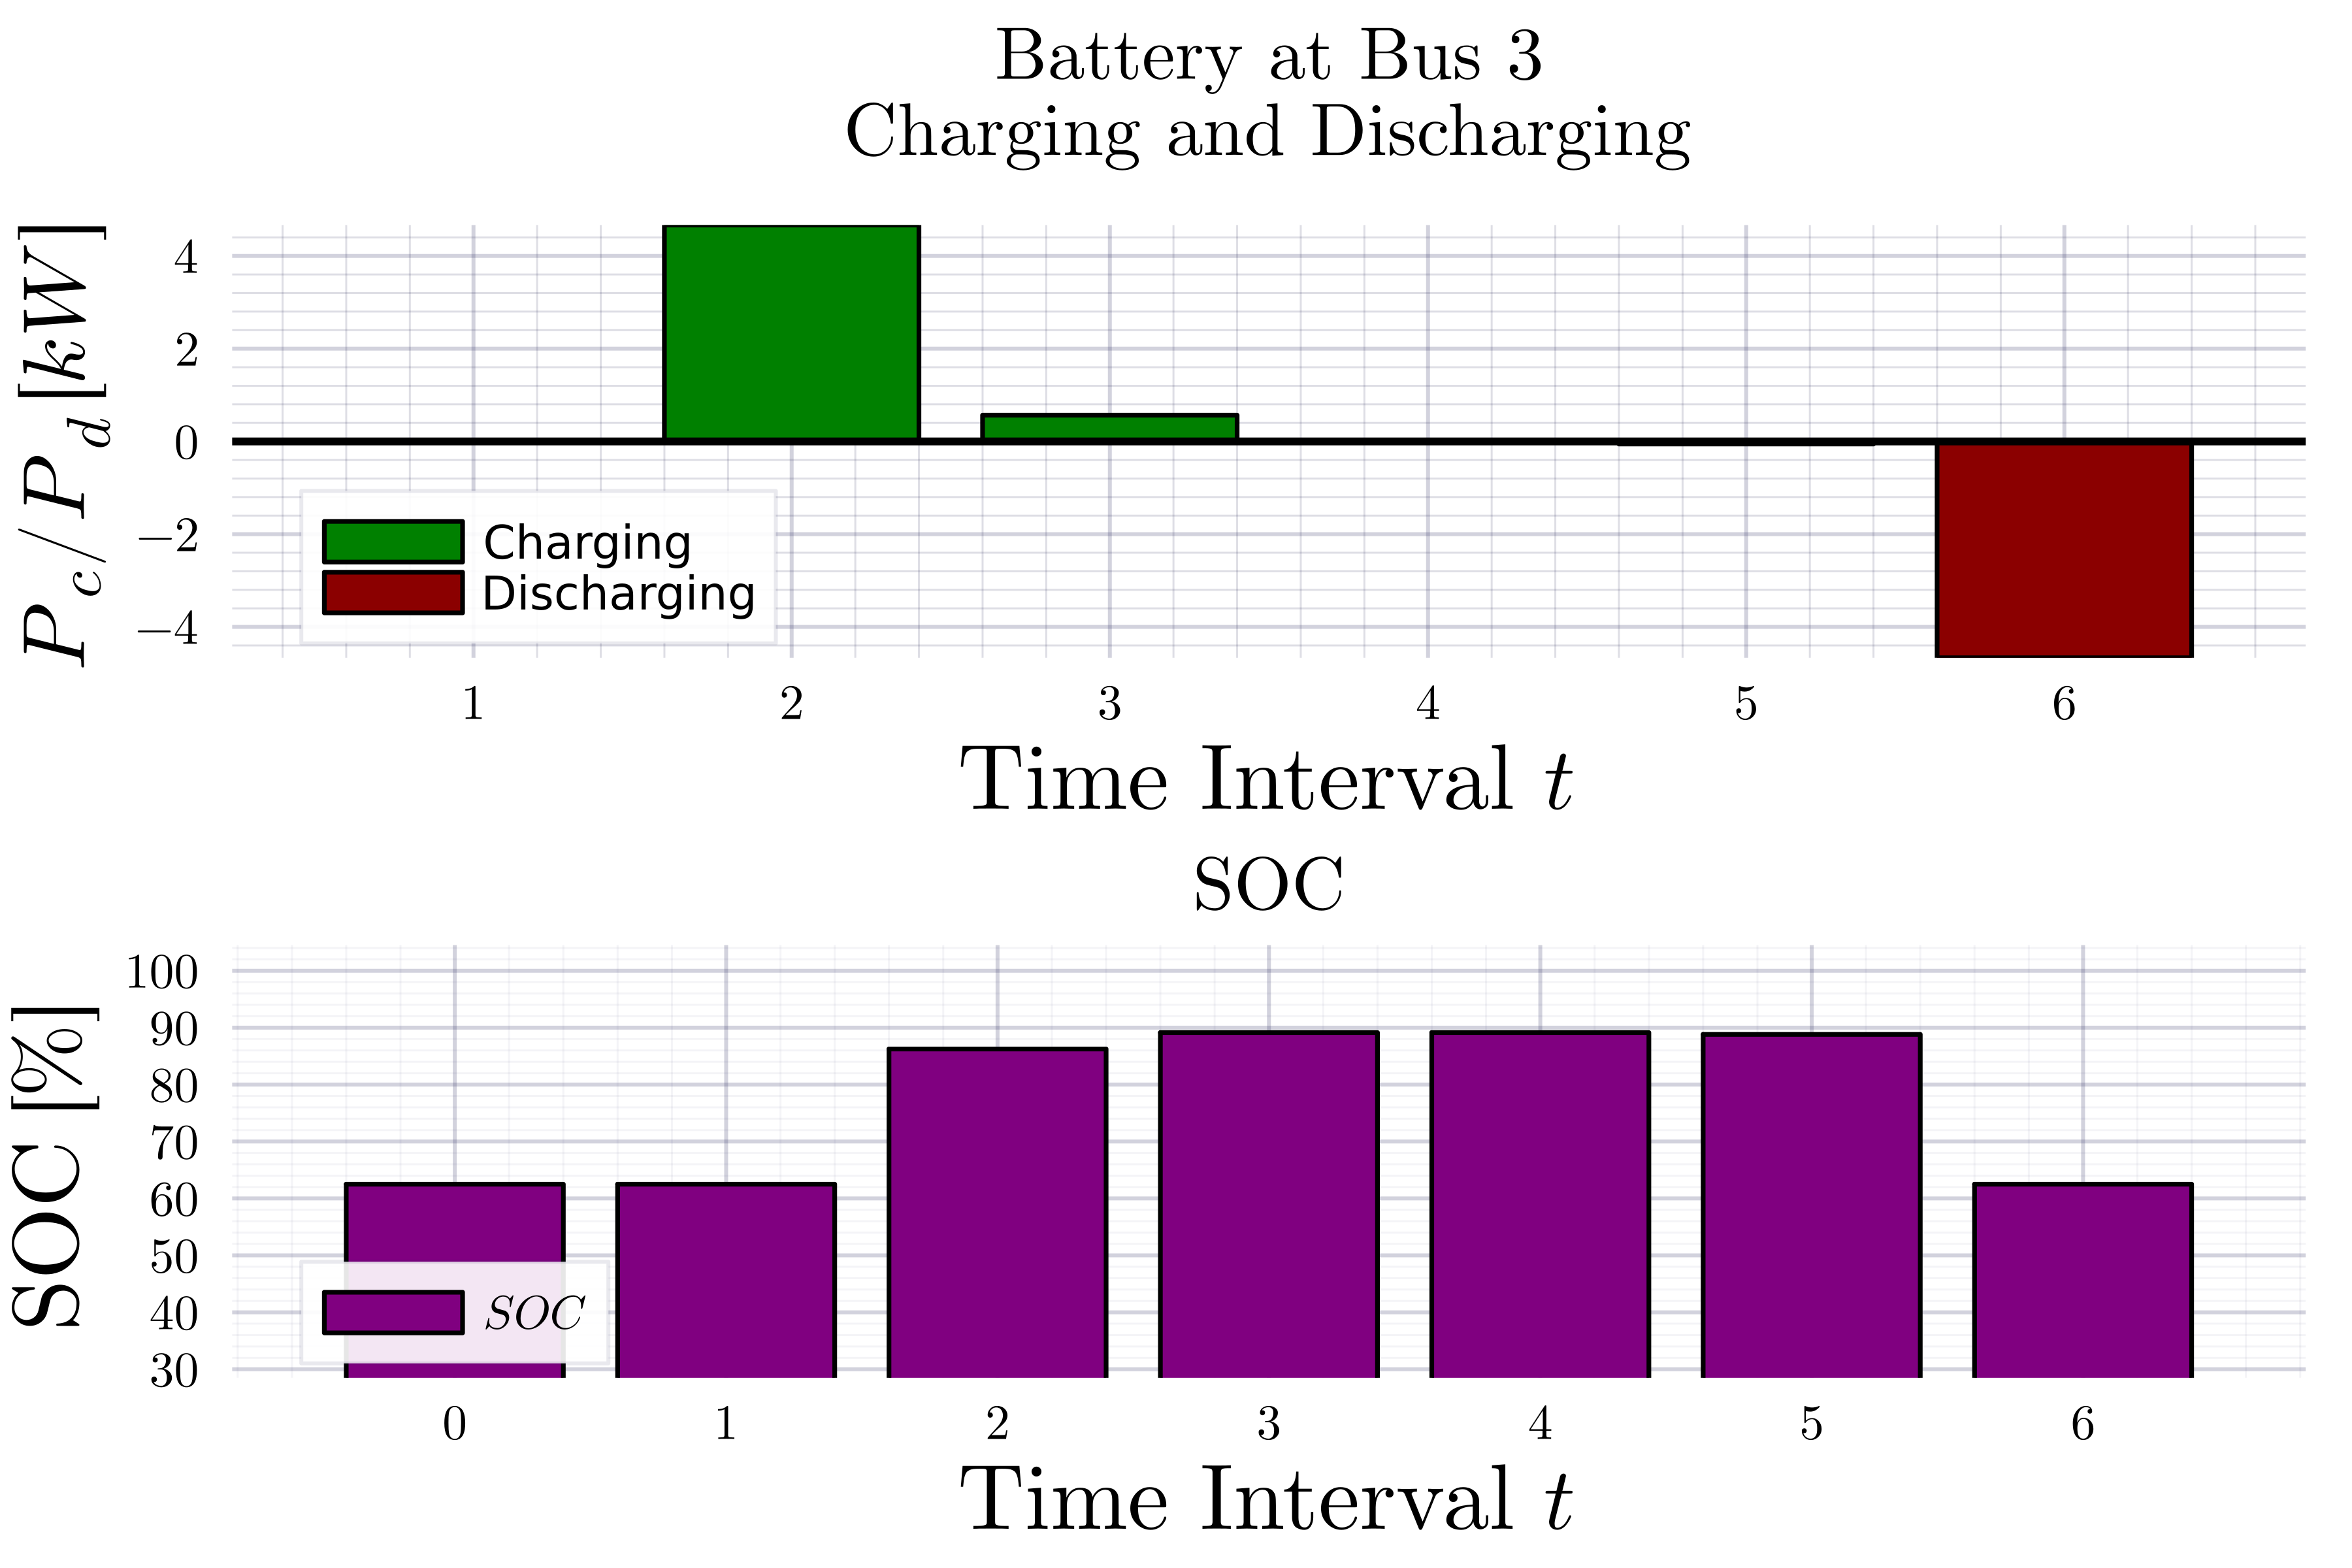 Battery at Bus 3
Charging and Discharging
P_c/P_d [kW]
4
2
0
−2
−4
Charging
Discharging
1 2 3 4 5 6
Time Interval t
SOC
SOC [%]
100
90
80
70
60
50
40
30
SOC
0 1 2 3 4 5 6
Time Interval t